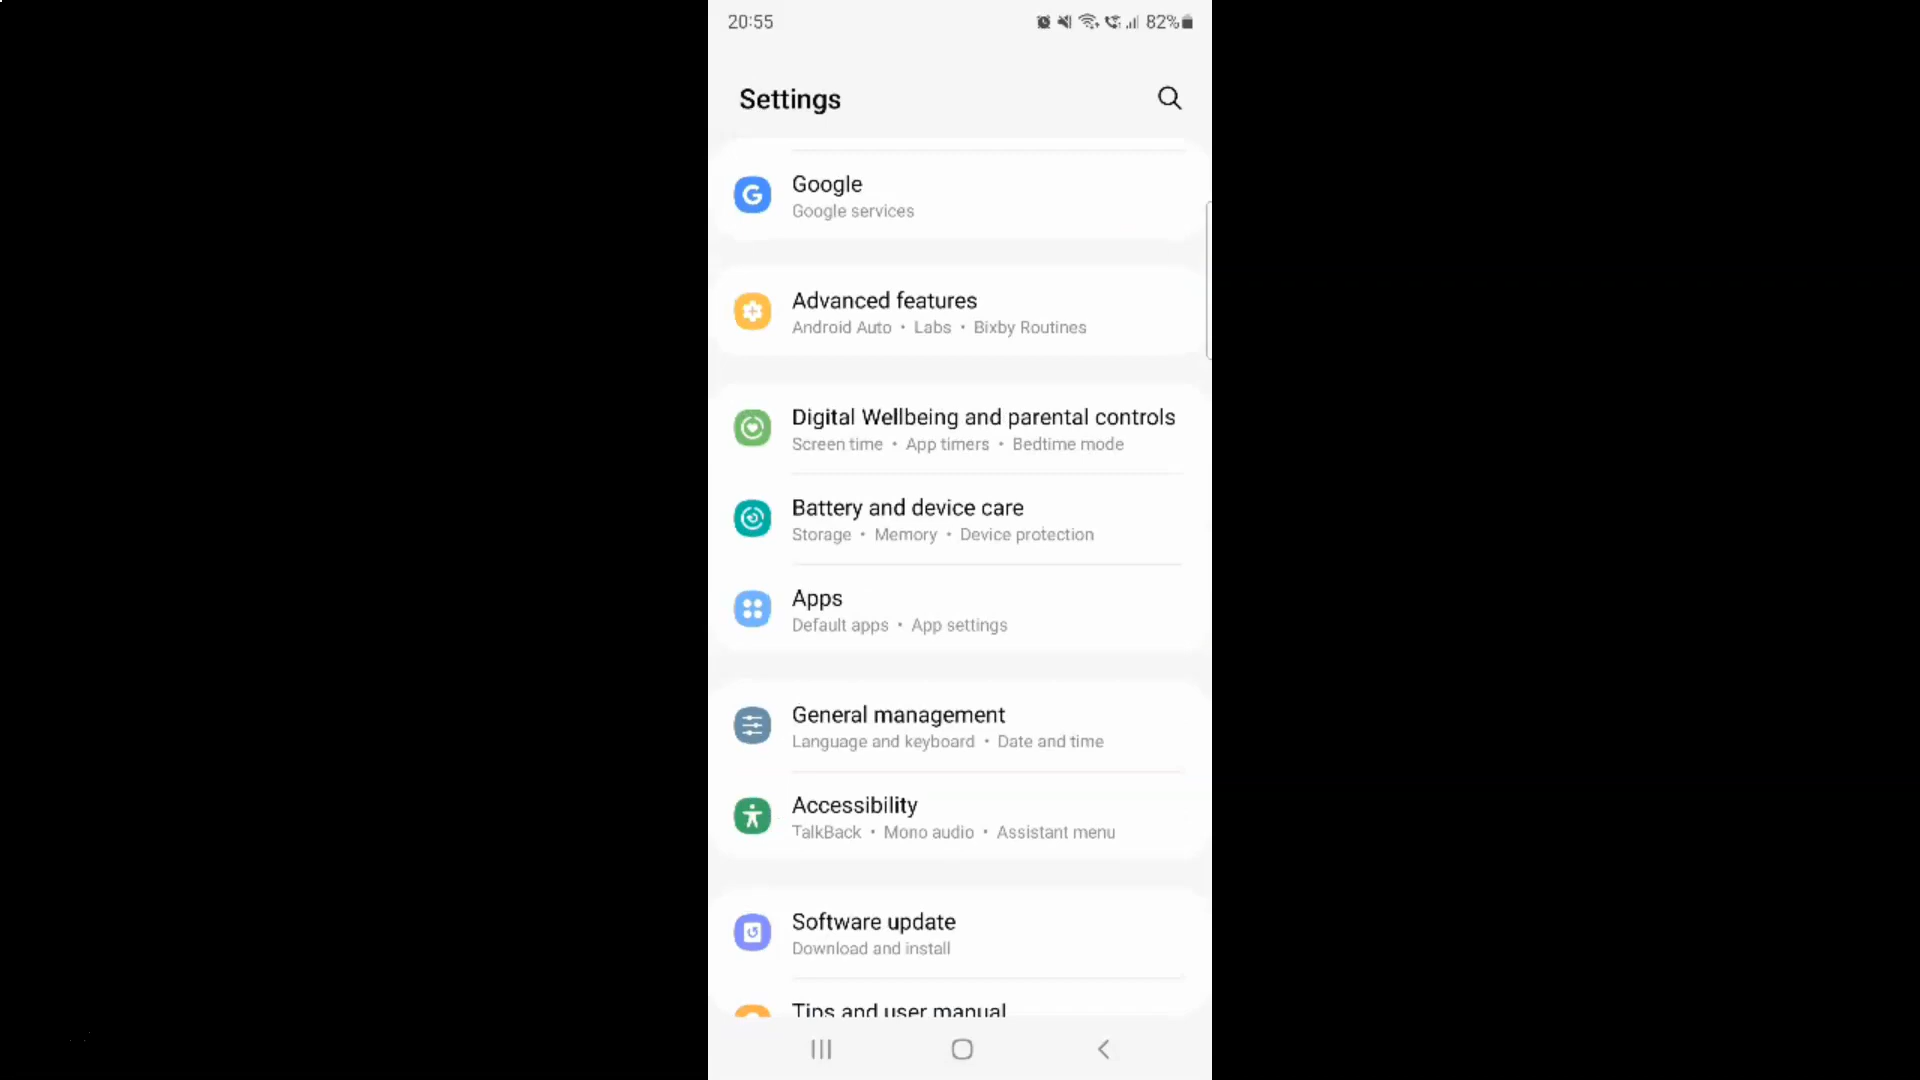 20:55
82%
Settings
Google
Google services
Advanced features
Android Auto • Labs • Bixby Routines
Digital Wellbeing and parental controls
Screen time • App timers • Bedtime mode
Battery and device care
Storage • Memory • Device protection
Apps
Default apps • App settings
General management
Language and keyboard • Date and time
Accessibility
TalkBack • Mono audio • Assistant menu
Software update
Download and install
Tips and user manual